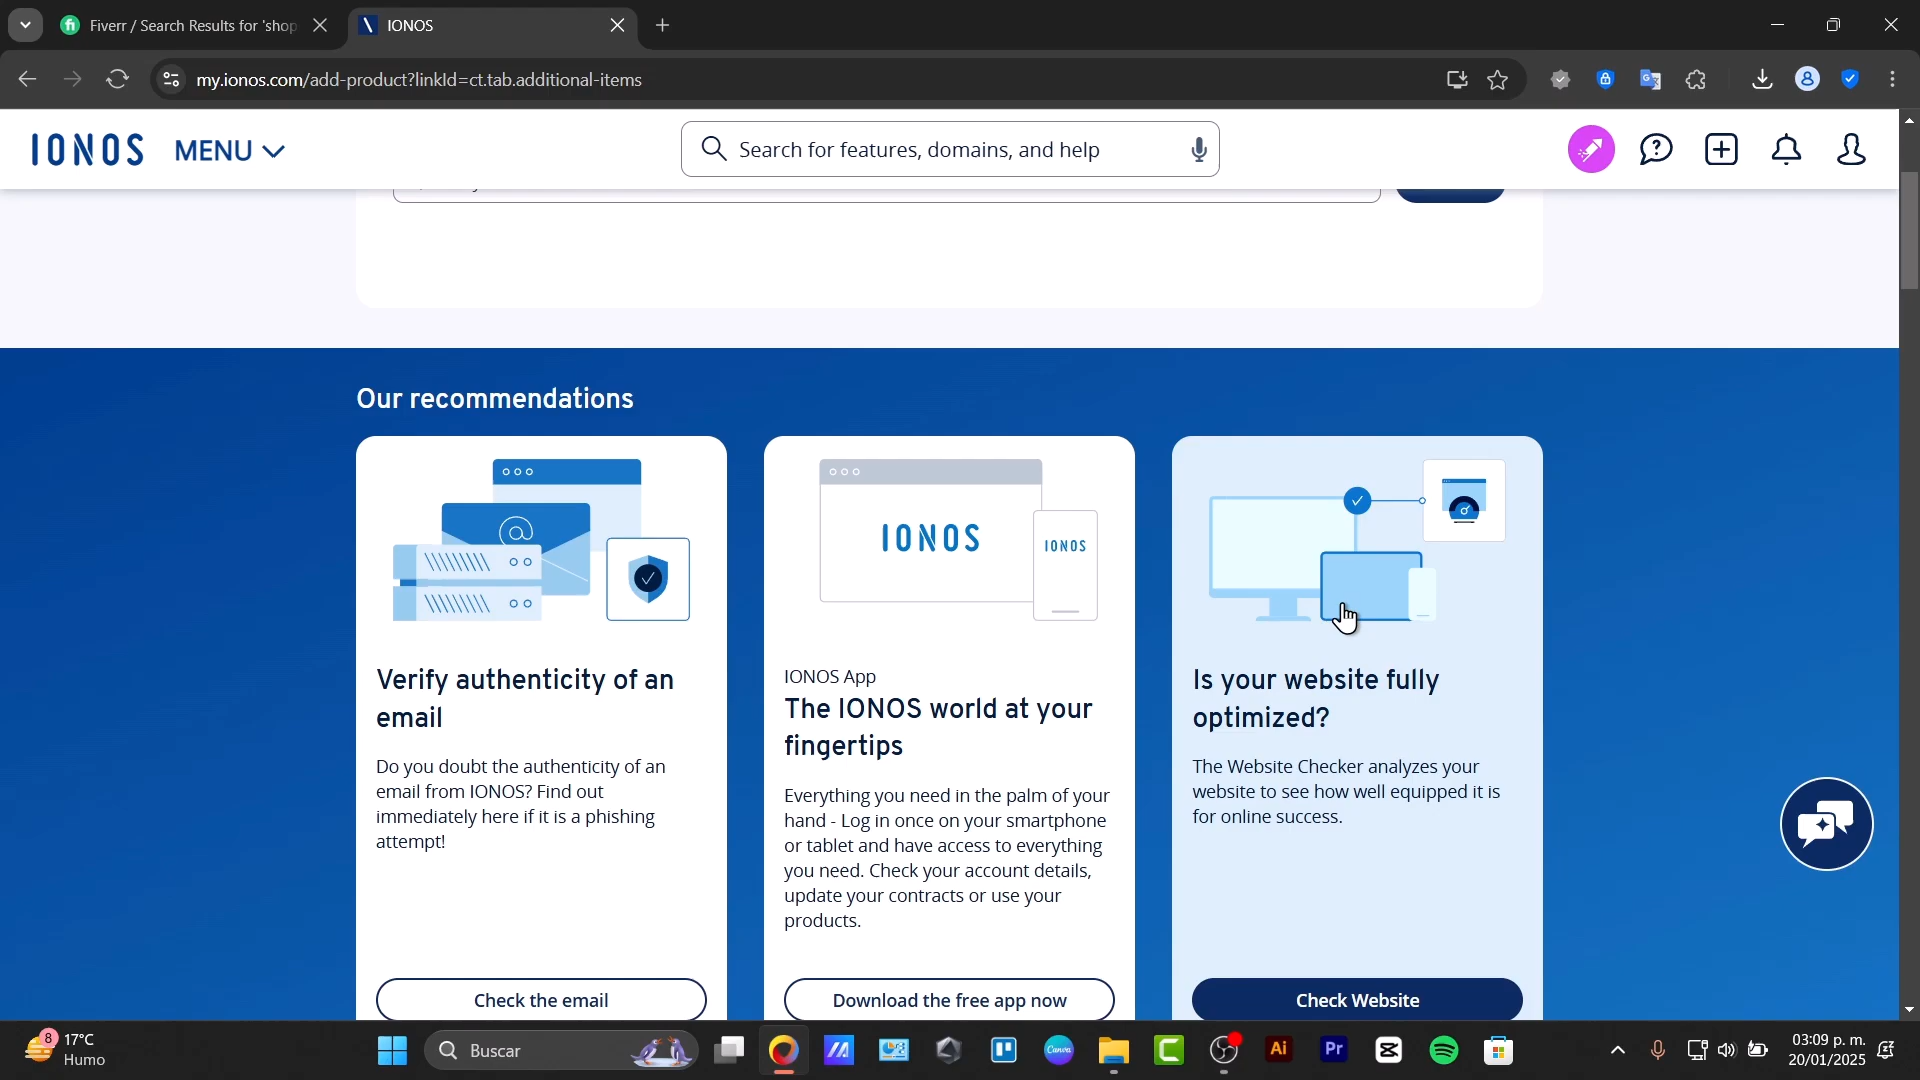 Fiverr / Search Results for 'shop
IONOS
my.ionos.com/add-product?linkId=ct.tab.additional-items
IONOS
MENU
Search for features, domains, and help
Our recommendations
@
IONOS
IONOS
Verify authenticity of an
email
Do you doubt the authenticity of an
email from IONOS? Find out
immediately here if it is a phishing
attempt!
Check the email
IONOS App
The IONOS world at your
fingertips
Everything you need in the palm of your
hand - Log in once on your smartphone
or tablet and have access to everything
you need. Check your account details,
update your contracts or use your
products.
Download the free app now
Is your website fully
optimized?
The Website Checker analyzes your
website to see how well equipped it is
for online success.
Check Website
8
17°C
Humo
Buscar
Canva
Ai
Pr
03:09 p. m.
20/01/2025